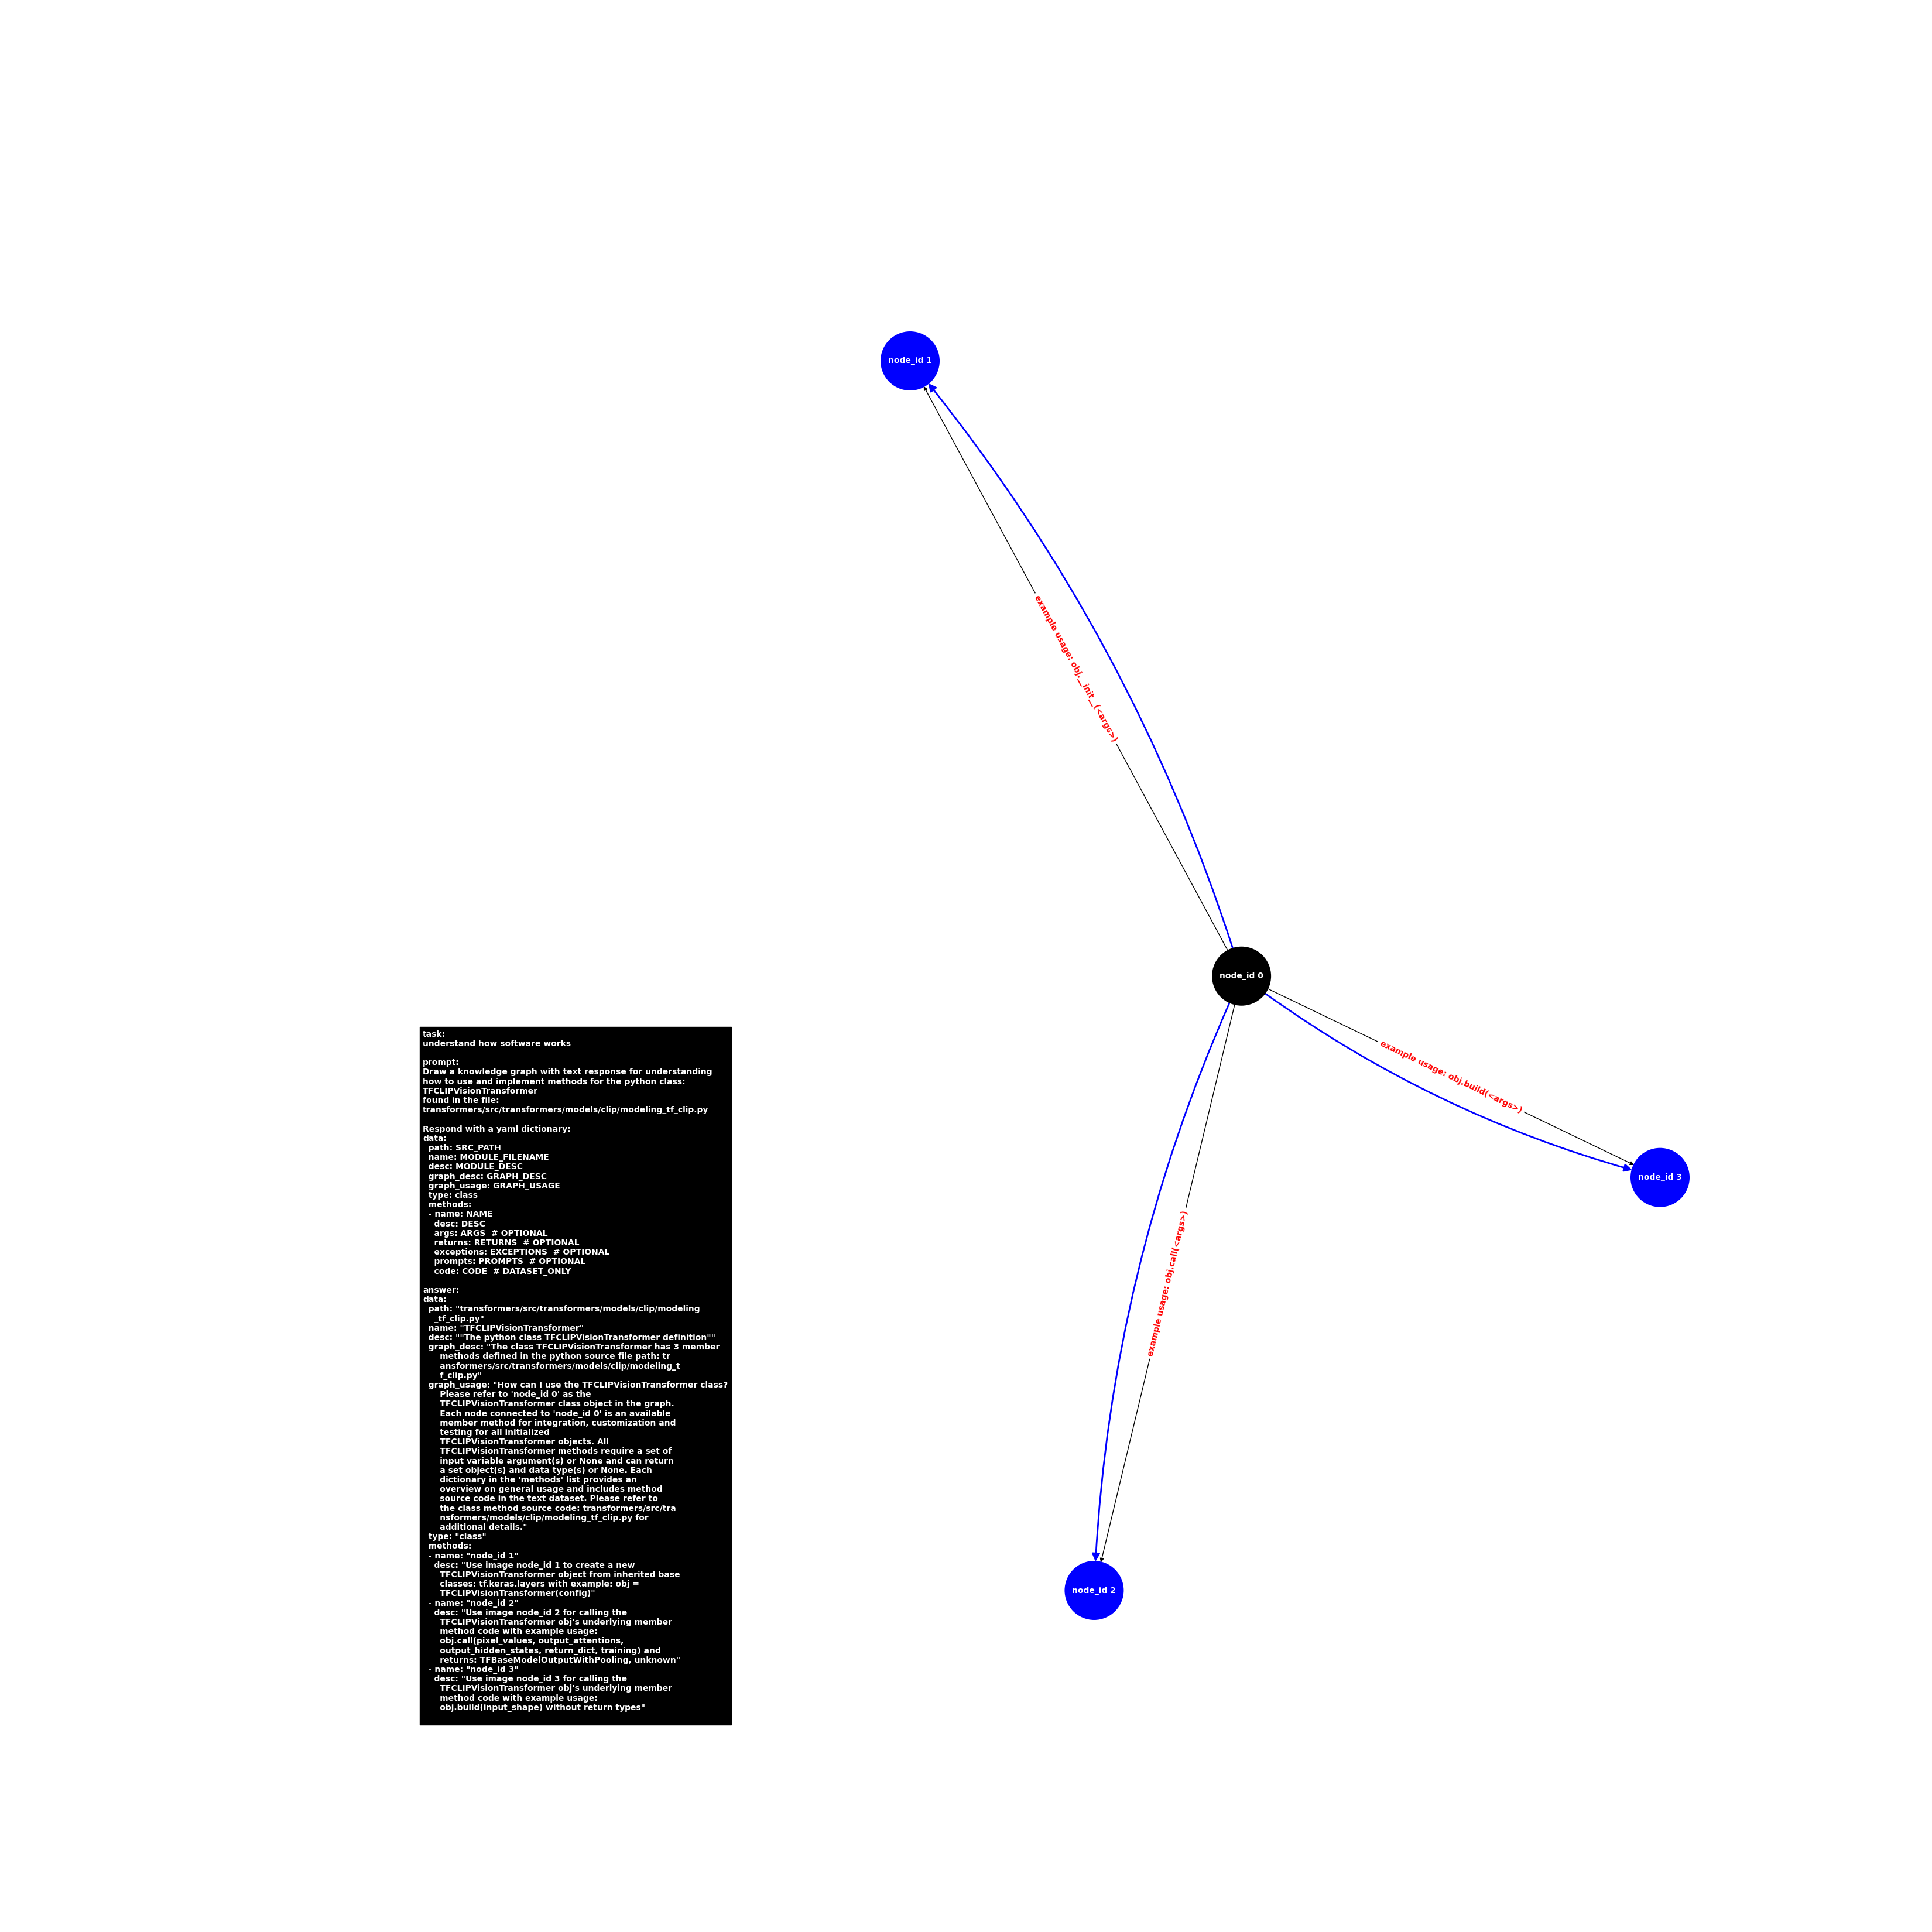 node_id 1
example usage: obj.__init__(<args>)
node_id 0
example usage: obj.build(<args>)
node_id 3
example usage: obj.call(<args>)
node_id 2
task:
understand how software works

prompt:
Draw a knowledge graph with text response for understanding
how to use and implement methods for the python class:
TFCLIPVisionTransformer
found in the file:
transformers/src/transformers/models/clip/modeling_tf_clip.py

Respond with a yaml dictionary:
data:
  path: SRC_PATH
  name: MODULE_FILENAME
  desc: MODULE_DESC
  graph_desc: GRAPH_DESC
  graph_usage: GRAPH_USAGE
  type: class
  methods:
  - name: NAME
    desc: DESC
    args: ARGS  # OPTIONAL
    returns: RETURNS  # OPTIONAL
    exceptions: EXCEPTIONS  # OPTIONAL
    prompts: PROMPTS  # OPTIONAL
    code: CODE  # DATASET_ONLY

answer:
data:
  path: "transformers/src/transformers/models/clip/modeling
    _tf_clip.py"
  name: "TFCLIPVisionTransformer"
  desc: ""The python class TFCLIPVisionTransformer definition""
  graph_desc: "The class TFCLIPVisionTransformer has 3 member
      methods defined in the python source file path: tr
      ansformers/src/transformers/models/clip/modeling_t
      f_clip.py"
  graph_usage: "How can I use the TFCLIPVisionTransformer class?
      Please refer to 'node_id 0' as the
      TFCLIPVisionTransformer class object in the graph.
      Each node connected to 'node_id 0' is an available
      member method for integration, customization and
      testing for all initialized
      TFCLIPVisionTransformer objects. All
      TFCLIPVisionTransformer methods require a set of
      input variable argument(s) or None and can return
      a set object(s) and data type(s) or None. Each
      dictionary in the 'methods' list provides an
      overview on general usage and includes method
      source code in the text dataset. Please refer to
      the class method source code: transformers/src/tra
      nsformers/models/clip/modeling_tf_clip.py for
      additional details."
  type: "class"
  methods:
  - name: "node_id 1"
    desc: "Use image node_id 1 to create a new
      TFCLIPVisionTransformer object from inherited base
      classes: tf.keras.layers with example: obj =
      TFCLIPVisionTransformer(config)"
  - name: "node_id 2"
    desc: "Use image node_id 2 for calling the
      TFCLIPVisionTransformer obj's underlying member
      method code with example usage:
      obj.call(pixel_values, output_attentions,
      output_hidden_states, return_dict, training) and
      returns: TFBaseModelOutputWithPooling, unknown"
  - name: "node_id 3"
    desc: "Use image node_id 3 for calling the
      TFCLIPVisionTransformer obj's underlying member
      method code with example usage:
      obj.build(input_shape) without return types"